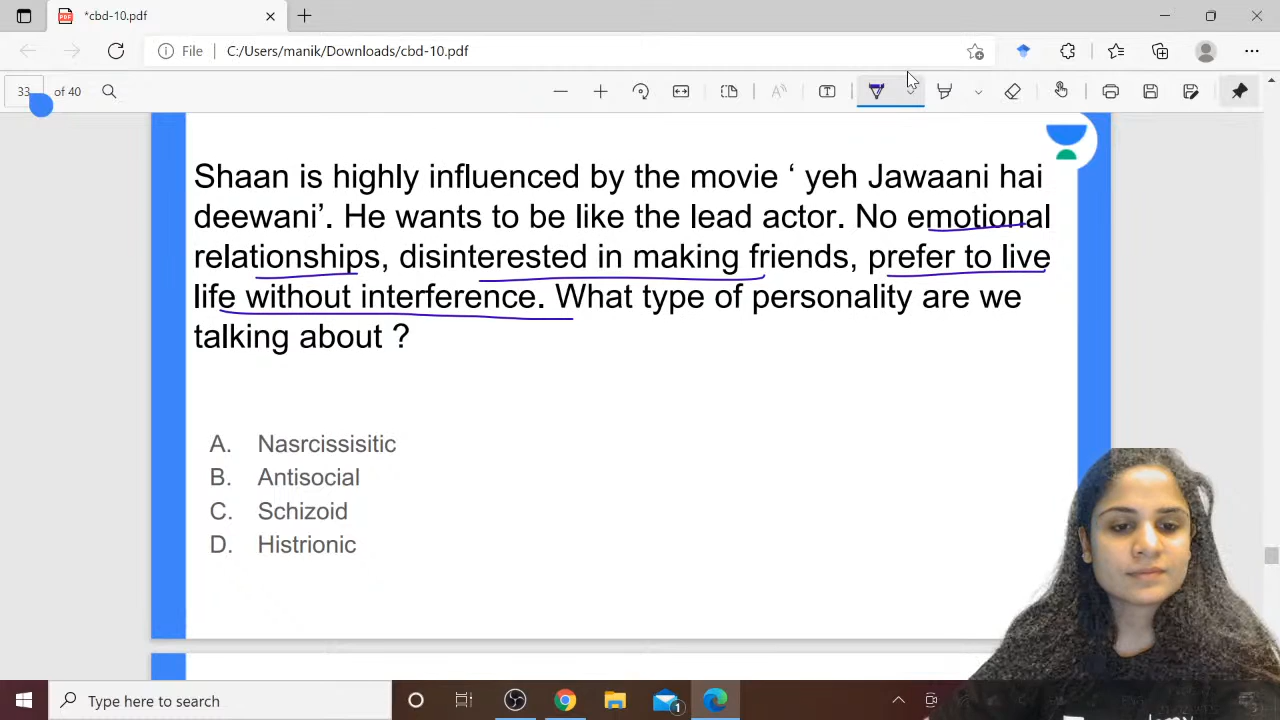 *cbd-10.pdf
File C:/Users/manik/Downloads/cbd-10.pdf
33 of 40
Shaan is highly influenced by the movie ‘ yeh Jawaani hai
deewani’. He wants to be like the lead actor. No emotional
relationships, disinterested in making friends, prefer to live
life without interference. What type of personality are we
talking about ?
A. Nasrcissisitic
B. Antisocial
C. Schizoid
D. Histrionic
Type here to search
1